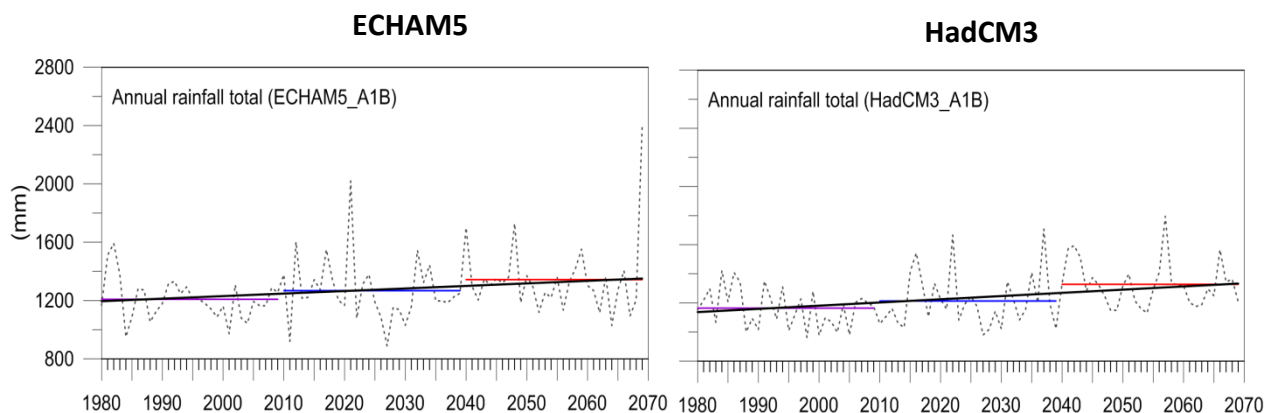 ECHAM5
HadCM3
2800
2400
2000
1600
1200
800
(mm)
Annual rainfall total (ECHAM5_A1B)
Annual rainfall total (HadCM3_A1B)
1980 1990 2000 2010 2020 2030 2040 2050 2060 2070
1980 1990 2000 2010 2020 2030 2040 2050 2060 2070